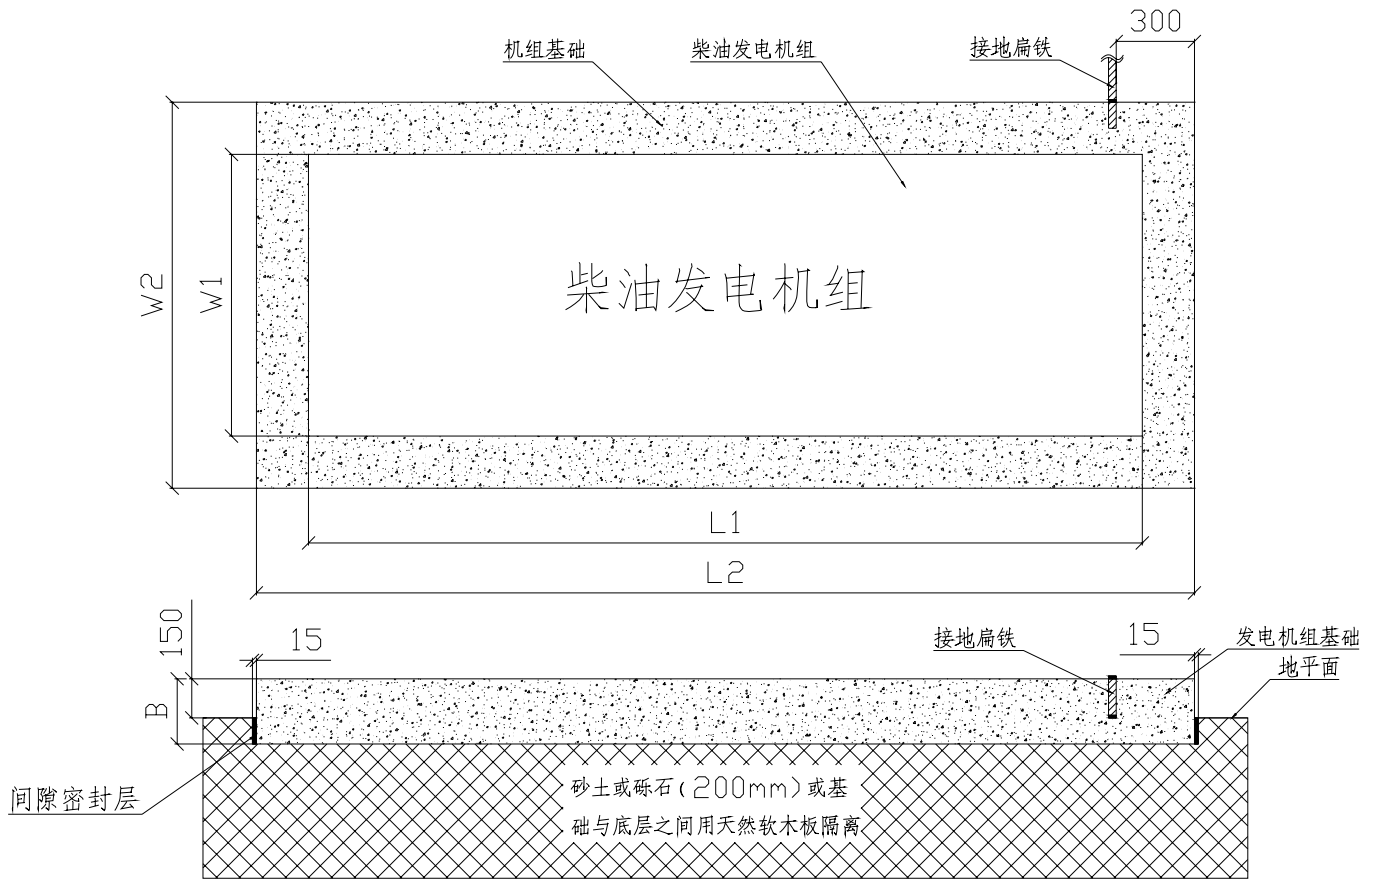 300
机组基础
柴油发电机组
接地扁铁
W2
W1
柴油发电机组
L1
L2
150
15
接地扁铁
15
发电机组基础
地平面
B
间隙密封层
砂土或砾石(200mm)或基
础与底层之间用天然软木板隔离